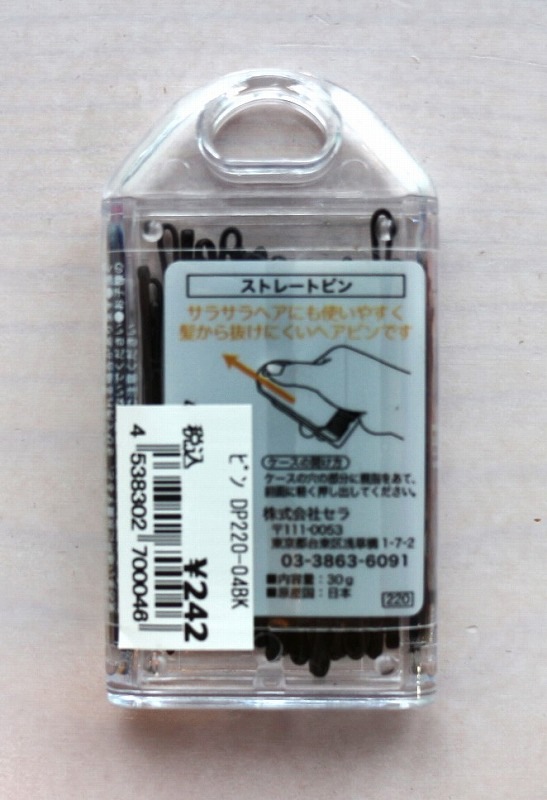 ストレートピン
サラサラヘアにも使いやすく
髪から抜けにくいヘアピンです
ケースの開け方
ケースの穴の部分に親指をあて、
前面に軽く押し出してください。
株式会社セラ
〒111-0053
東京都台東区浅草橋1-7-2
03-3863-6091
■内容量：30g
■原産国：日本
220
ピン DP220-04BK
税込 ¥242
4 538302 700048